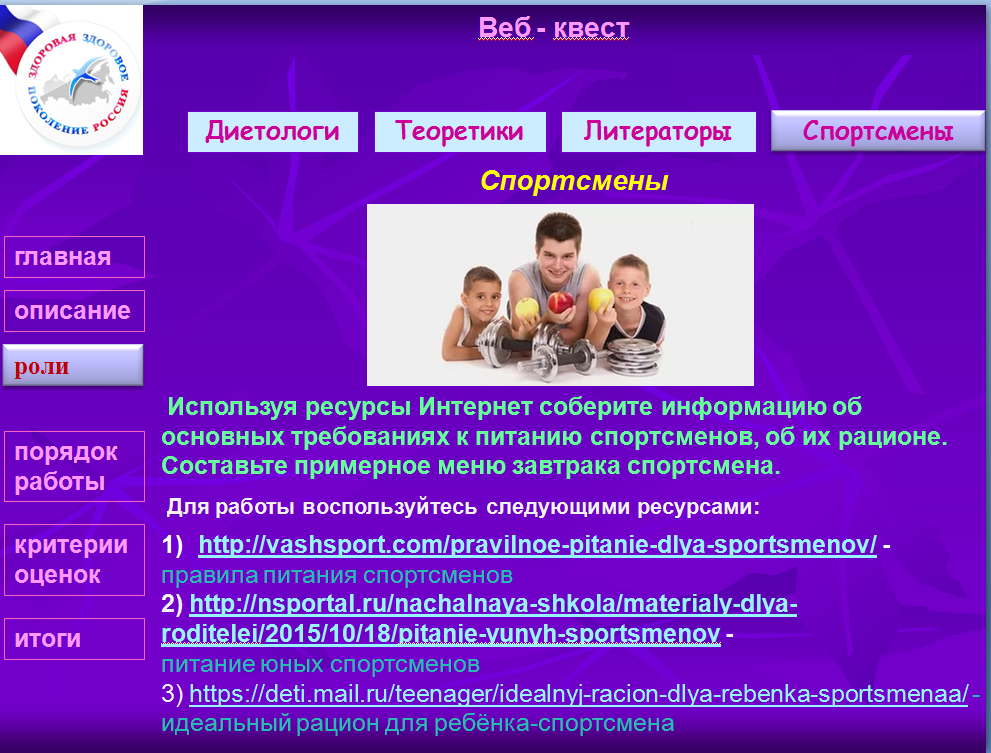 ЗДОРОВАЯ ЗДОРОВОЕ
ПОКОЛЕНИЕ РОССИЯ
Веб - квест
Диетологи
Теоретики
Литераторы
Спортсмены
Спортсмены
главная
описание
роли
порядок
работы
критерии
оценок
итоги
Используя ресурсы Интернет соберите информацию об
основных требованиях к питанию спортсменов, об их рационе.
Составьте примерное меню завтрака спортсмена.
Для работы воспользуйтесь следующими ресурсами:
1) http://vashsport.com/pravilnoe-pitanie-dlya-sportsmenov/ -
правила питания спортсменов
2) http://nsportal.ru/nachalnaya-shkola/materialy-dlya-
roditelei/2015/10/18/pitanie-yunyh-sportsmenov -
питание юных спортсменов
3) https://deti.mail.ru/teenager/idealnyj-racion-dlya-rebenka-sportsmenaa/ -
идеальный рацион для ребёнка-спортсмена